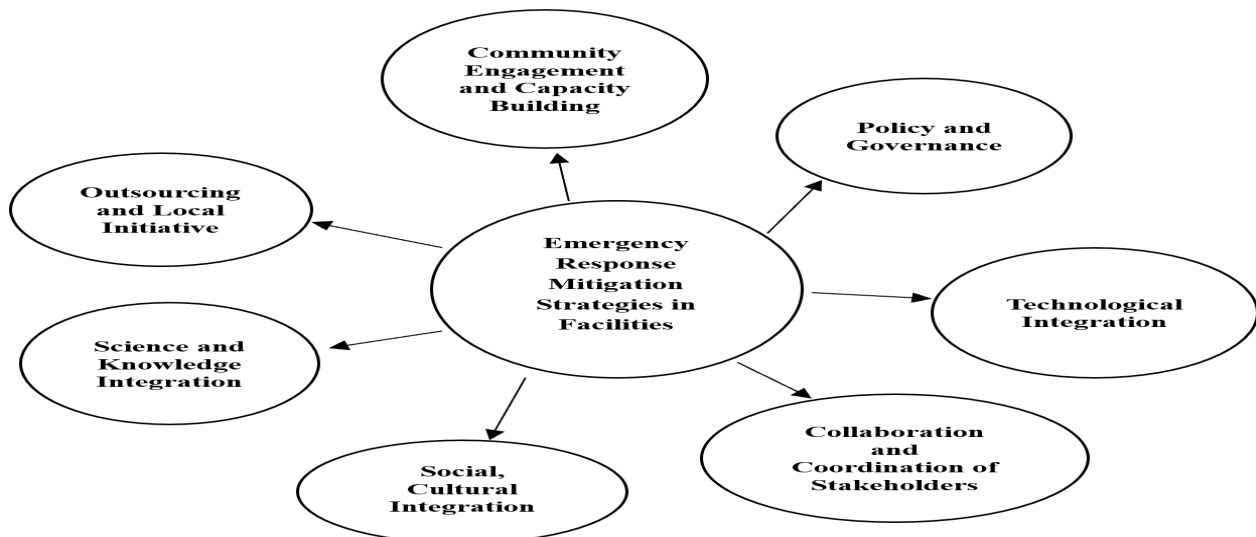 Community
Engagement
and Capacity
Building
Policy and
Governance
Outsourcing
and Local
Initiative
Emergency
Response
Mitigation
Strategies in
Facilities
Technological
Integration
Science and
Knowledge
Integration
Collaboration
and
Coordination of
Stakeholders
Social,
Cultural
Integration